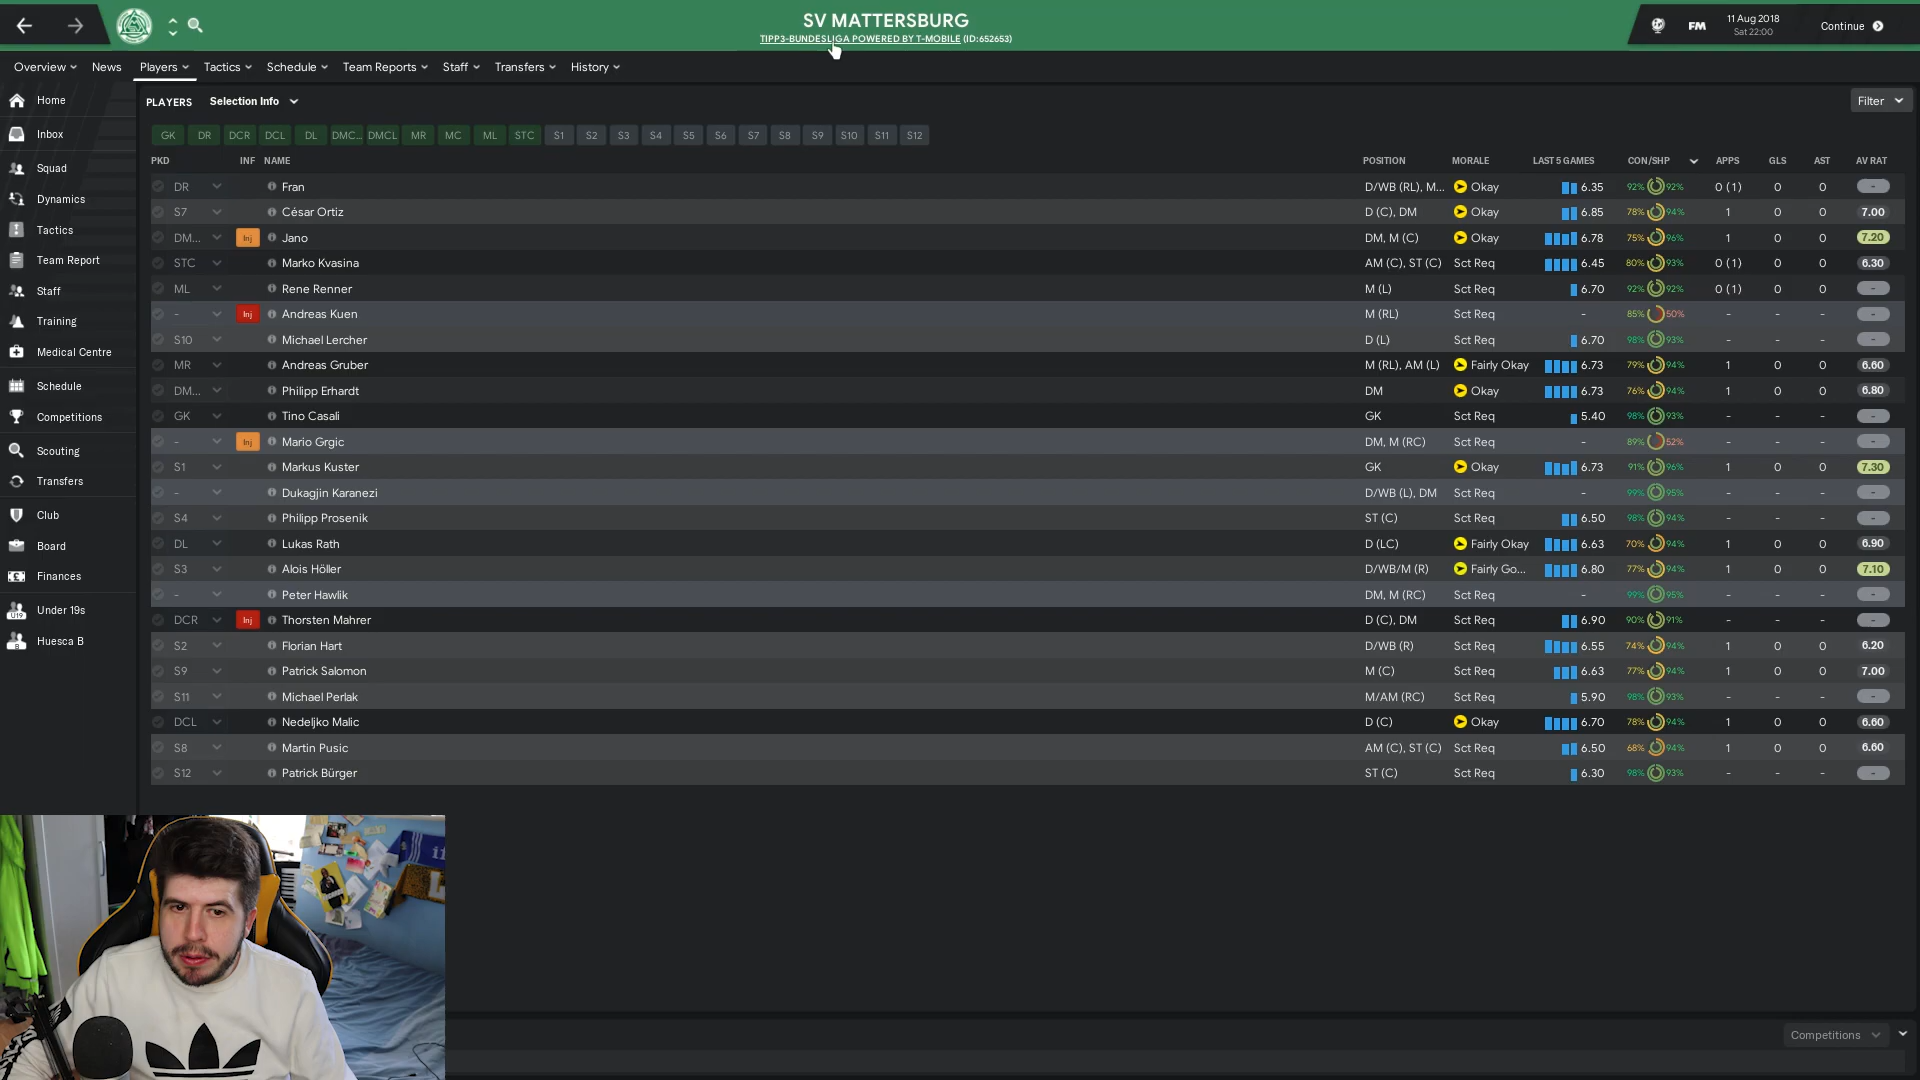 SV MATTERSBURG
TIPP3-BUNDESLIGA POWERED BY T-MOBILE (ID:652653)
FM
11 Aug 2018
Sat 22:00
Continue
Overview News Players Tactics Schedule Team Reports Staff Transfers History
Home
Inbox
Squad
Dynamics
Tactics
Team Report
Staff
Training
Medical Centre
Schedule
Competitions
Scouting
Transfers
Club
Board
Finances
Under 19s
Huesca B
PLAYERS Selection Info Filter
GK DR DCR DCL DL DMC... DMCL MR MC ML STC S1 S2 S3 S4 S5 S6 S7 S8 S9 S10 S11 S12
PKD INF NAME POSITION MORALE LAST 5 GAMES CON/SHP APPS GLS AST AV RAT
DR Fran D/WB (RL), M... Okay 6.35 92% 92% 0 (1) 0 0 -
S7 César Ortiz D (C), DM Okay 6.85 78% 94% 1 0 0 7.00
DM... Inj Jano DM, M (C) Okay 6.78 75% 96% 1 0 0 7.20
STC Marko Kvasina AM (C), ST (C) Sct Req 6.45 80% 93% 0 (1) 0 0 6.30
ML Rene Renner M (L) Sct Req 6.70 92% 92% 0 (1) 0 0 -
- Inj Andreas Kuen M (RL) Sct Req - 85% 50% - - - -
S10 Michael Lercher D (L) Sct Req 6.70 98% 93% - - - -
MR Andreas Gruber M (RL), AM (L) Fairly Okay 6.73 79% 94% 1 0 0 6.60
DM... Philipp Erhardt DM Okay 6.73 76% 94% 1 0 0 6.80
GK Tino Casali GK Sct Req 5.40 98% 93% - - - -
- Inj Mario Grgic DM, M (RC) Sct Req - 89% 52% - - - -
S1 Markus Kuster GK Okay 6.73 91% 96% 1 0 0 7.30
- Dukagjin Karanezi D/WB (L), DM Sct Req - 99% 95% - - - -
S4 Philipp Prosenik ST (C) Sct Req 6.50 98% 94% - - - -
DL Lukas Rath D (LC) Fairly Okay 6.63 70% 94% 1 0 0 6.90
S3 Alois Höller D/WB/M (R) Fairly Go... 6.80 77% 94% 1 0 0 7.10
- Peter Hawlik DM, M (RC) Sct Req - 99% 95% - - - -
DCR Inj Thorsten Mahrer D (C), DM Sct Req 6.90 90% 91% - - - -
S2 Florian Hart D/WB (R) Sct Req 6.55 74% 94% 1 0 0 6.20
S9 Patrick Salomon M (C) Sct Req 6.63 77% 94% 1 0 0 7.00
S11 Michael Perlak M/AM (RC) Sct Req 5.90 98% 93% - - - -
DCL Nedeljko Malic D (C) Okay 6.70 78% 94% 1 0 0 6.60
S8 Martin Pusic AM (C), ST (C) Sct Req 6.50 68% 94% 1 0 0 6.60
S12 Patrick Bürger ST (C) Sct Req 6.30 98% 93% - - - -
Competitions